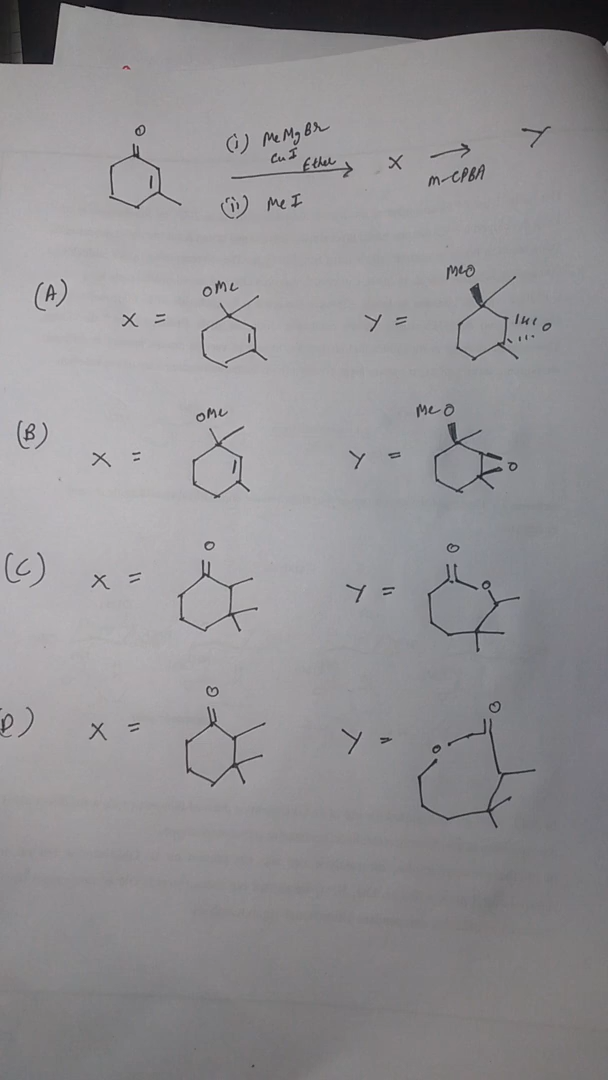 O
(i) MeMgBr
CuI
Ether
(ii) MeI
X
m-CPBA
Y
(A)
X =
OMe
Y =
MeO
O
(B)
X =
OMe
Y =
MeO
O
(C)
X =
O
Y =
O
O
D)
X =
O
Y =
O
O